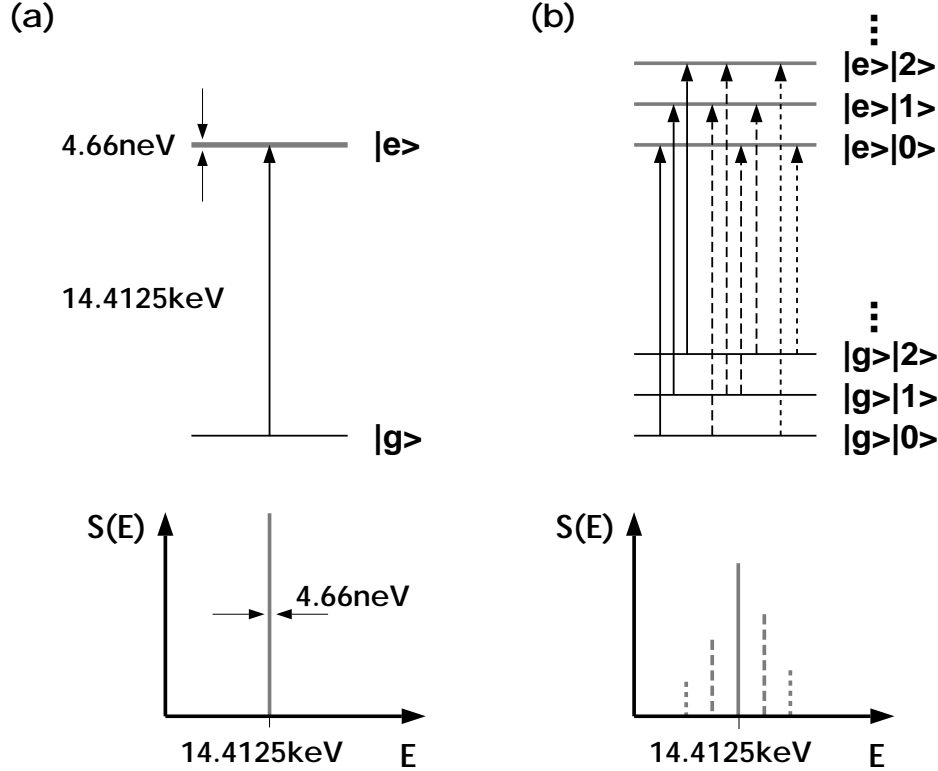 (a)
4.66neV
|e>
14.4125keV
|g>
S(E)
4.66neV
14.4125keV
E
(b)
⋮
|e>|2>
|e>|1>
|e>|0>
⋮
|g>|2>
|g>|1>
|g>|0>
S(E)
14.4125keV
E